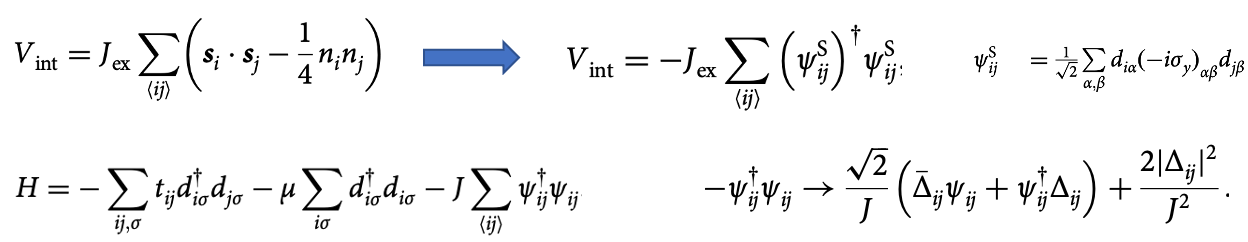 V_int = J_ex ∑_⟨ij⟩ (s_i · s_j − 1/4 n_i n_j) V_int = −J_ex ∑_⟨ij⟩ (ψ^S_ij)^† ψ^S_ij ψ^S_ij = 1/√2 ∑_α,β d_iα (−iσ_y)_αβ d_jβ
H = − ∑_ij,σ t_ij d^†_iσ d_jσ − μ ∑_iσ d^†_iσ d_iσ − J ∑_⟨ij⟩ ψ^†_ij ψ_ij −ψ^†_ij ψ_ij → √2/J (Δ̄_ij ψ_ij + ψ^†_ij Δ_ij) + 2|Δ_ij|^2/J^2 .